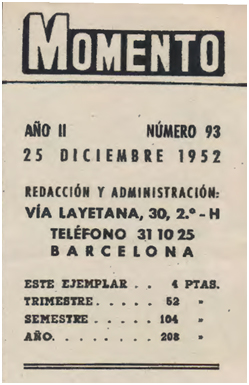 MOMENTO
AÑO II NÚMERO 93
25 DICIEMBRE 1952
REDACCIÓN Y ADMINISTRACIÓN:
VÍA LAYETANA, 30, 2.º - H
TELÉFONO 31 10 25
BARCELONA
ESTE EJEMPLAR . . 4 PTAS.
TRIMESTRE . . . . . 52 »
SEMESTRE . . . . . . 104 »
AÑO. . . . . . . . . 208 »